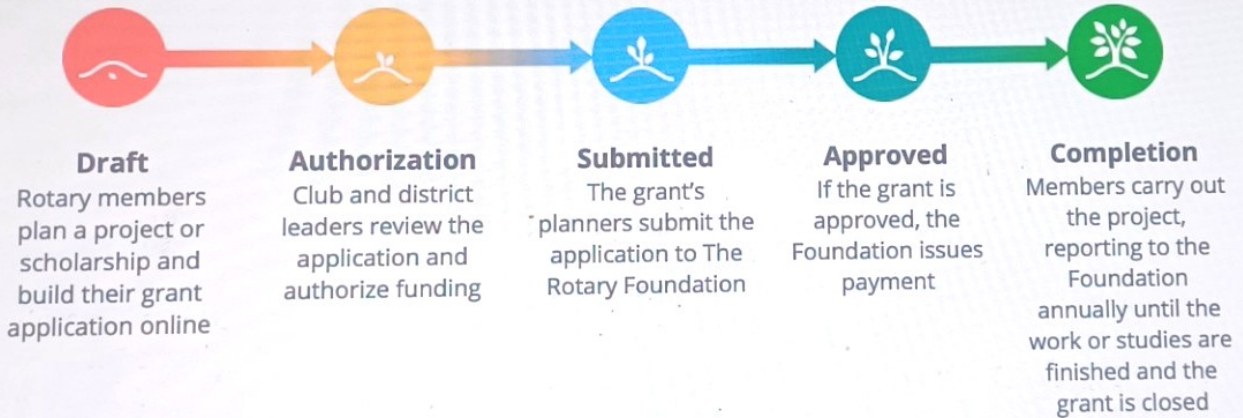 Draft
Rotary members
plan a project or
scholarship and
build their grant
application online
Authorization
Club and district
leaders review the
application and
authorize funding
Submitted
The grant's
planners submit the
application to The
Rotary Foundation
Approved
If the grant is
approved, the
Foundation issues
payment
Completion
Members carry out
the project,
reporting to the
Foundation
annually until the
work or studies are
finished and the
grant is closed